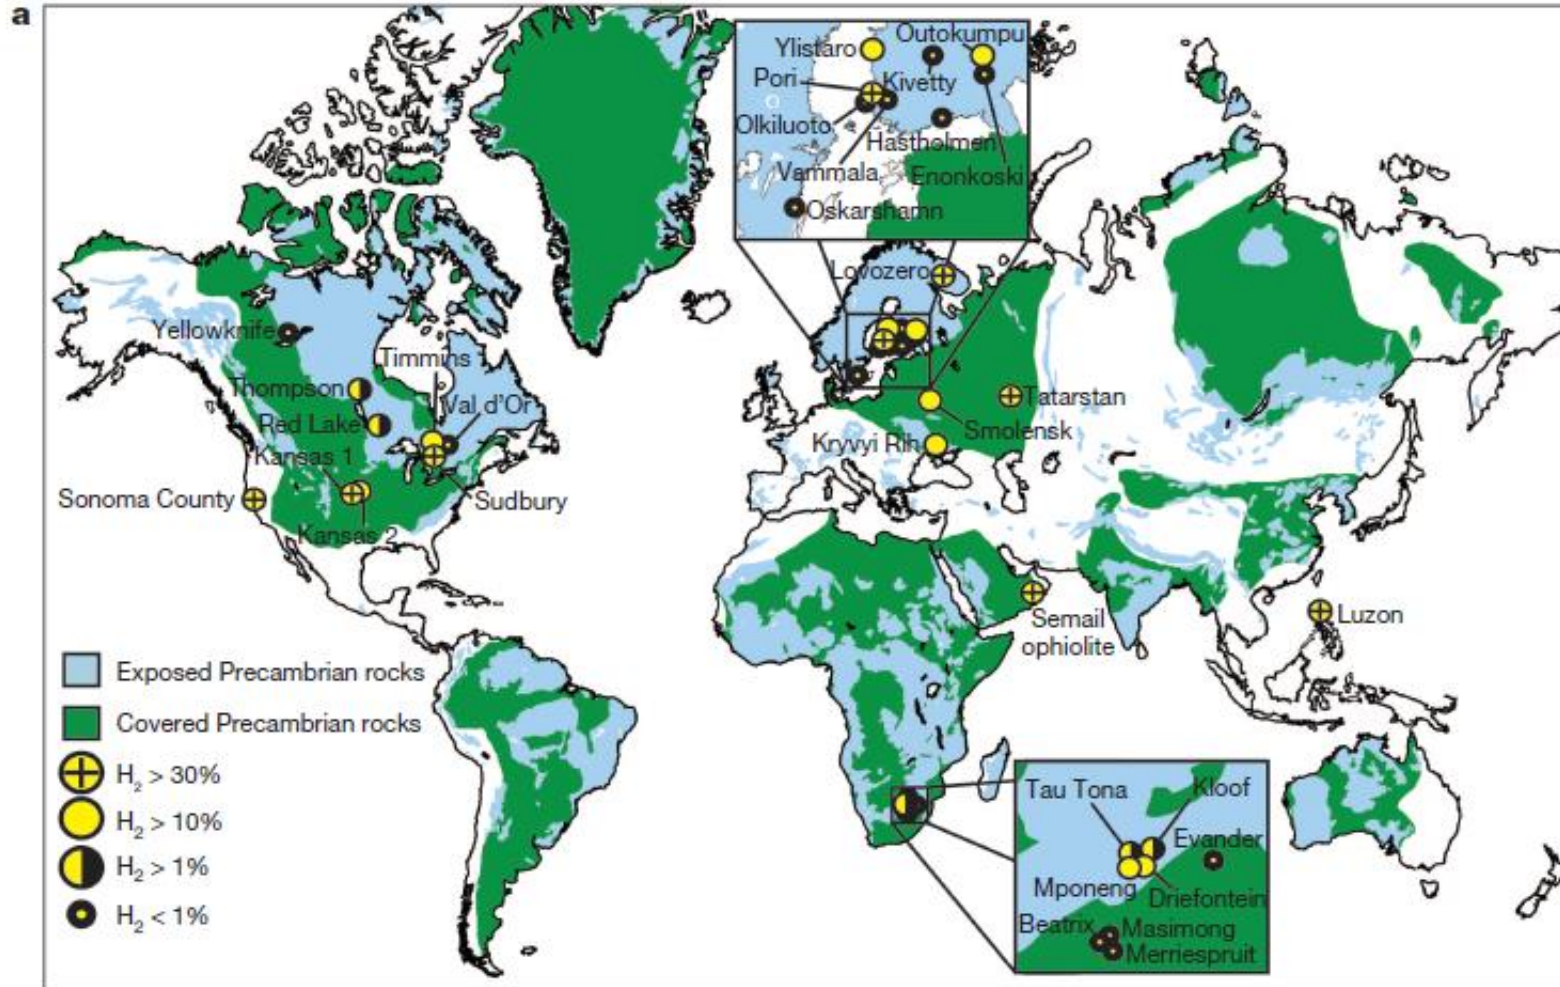 a
Ylistaro
Outokumpu
Pori
Kivetty
Olkiluoto
Hastholmen
Vammala
Enonkoski
Oskarshamn
Lovozero
Yellowknife
Timmins
Thompson
Val d'Or
Red Lake
Kansas 1
Sonoma County
Sudbury
Kansas 2
Tatarstan
Smolensk
Kryvyi Rih
Semail
ophiolite
Luzon
Exposed Precambrian rocks
Covered Precambrian rocks
H₂ > 30%
H₂ > 10%
H₂ > 1%
H₂ < 1%
Tau Tona
Kloof
Evander
Mponeng
Driefontein
Beatrix
Masimong
Merriespruit